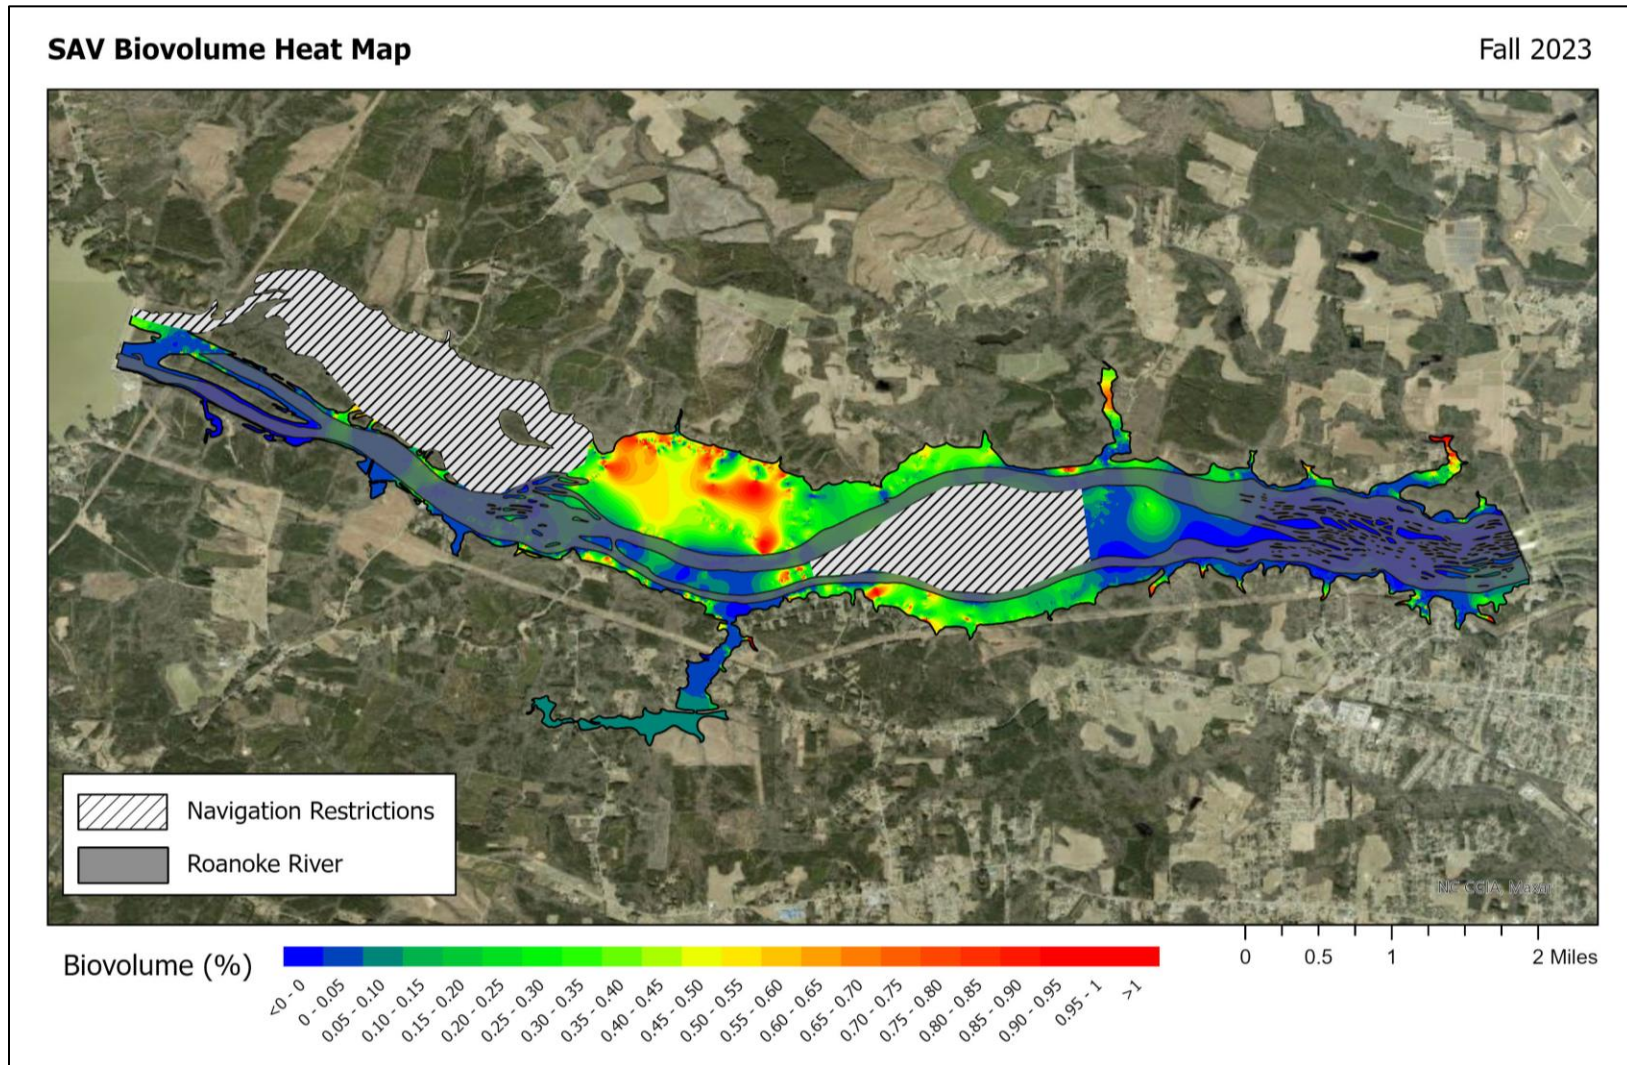 SAV Biovolume Heat Map
Fall 2023
Navigation Restrictions
Roanoke River
NC CGIA, Maxar
Biovolume (%)
<0 - 0
0 - 0.05
0.05 - 0.10
0.10 - 0.15
0.15 - 0.20
0.20 - 0.25
0.25 - 0.30
0.30 - 0.35
0.35 - 0.40
0.40 - 0.45
0.45 - 0.50
0.50 - 0.55
0.55 - 0.60
0.60 - 0.65
0.65 - 0.70
0.70 - 0.75
0.75 - 0.80
0.80 - 0.85
0.85 - 0.90
0.90 - 0.95
0.95 - 1
>1
0 0.5 1 2 Miles